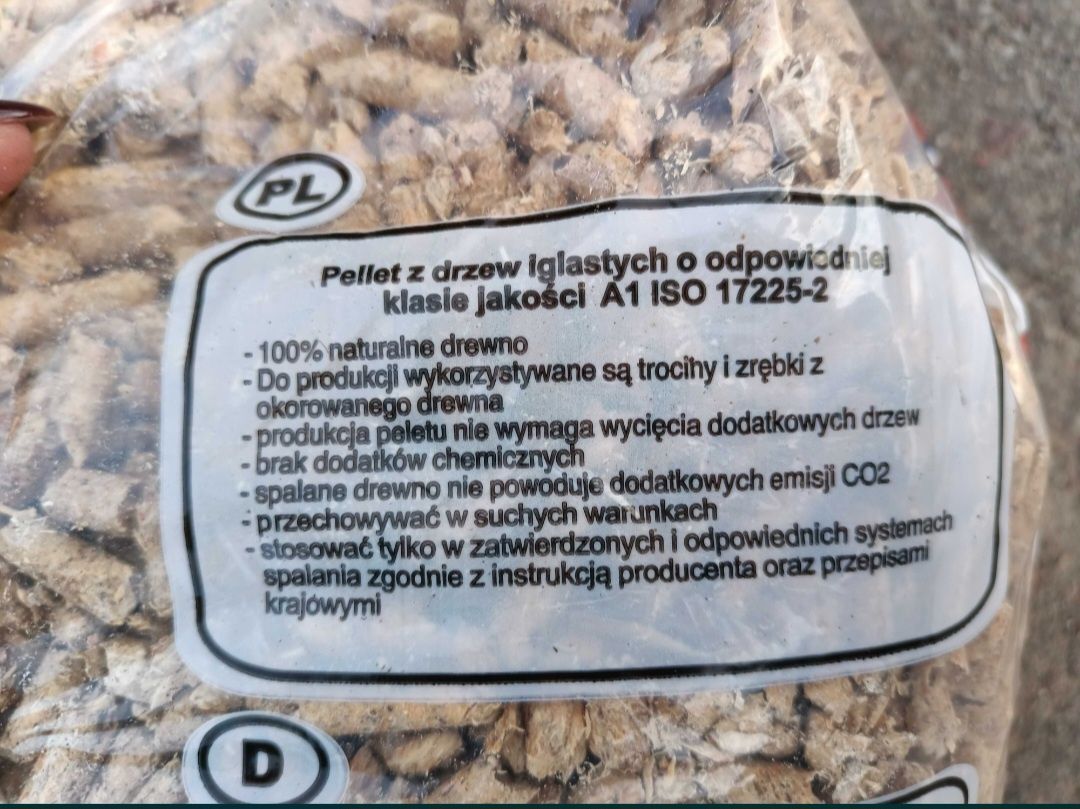 PL
Pellet z drzew iglastych o odpowiedniej
klasie jakości A1 ISO 17225-2
- 100% naturalne drewno
- Do produkcji wykorzystywane są trociny i zrębki z
okorowanego drewna
- produkcja peletu nie wymaga wycięcia dodatkowych drzew
- brak dodatków chemicznych
- spalane drewno nie powoduje dodatkowych emisji CO2
- przechowywać w suchych warunkach
- stosować tylko w zatwierdzonych i odpowiednich systemach
spalania zgodnie z instrukcją producenta oraz przepisami
krajowymi
D